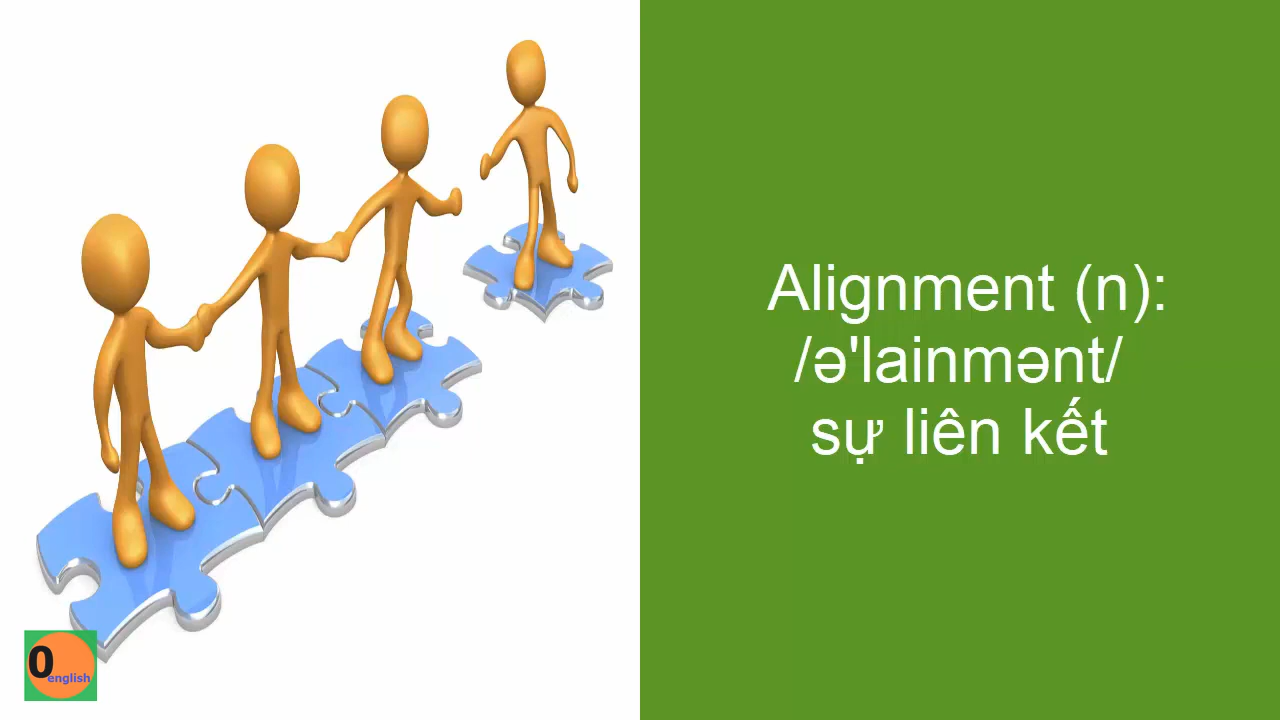 Alignment (n):
/ə'lainmənt/
sự liên kết
0
english